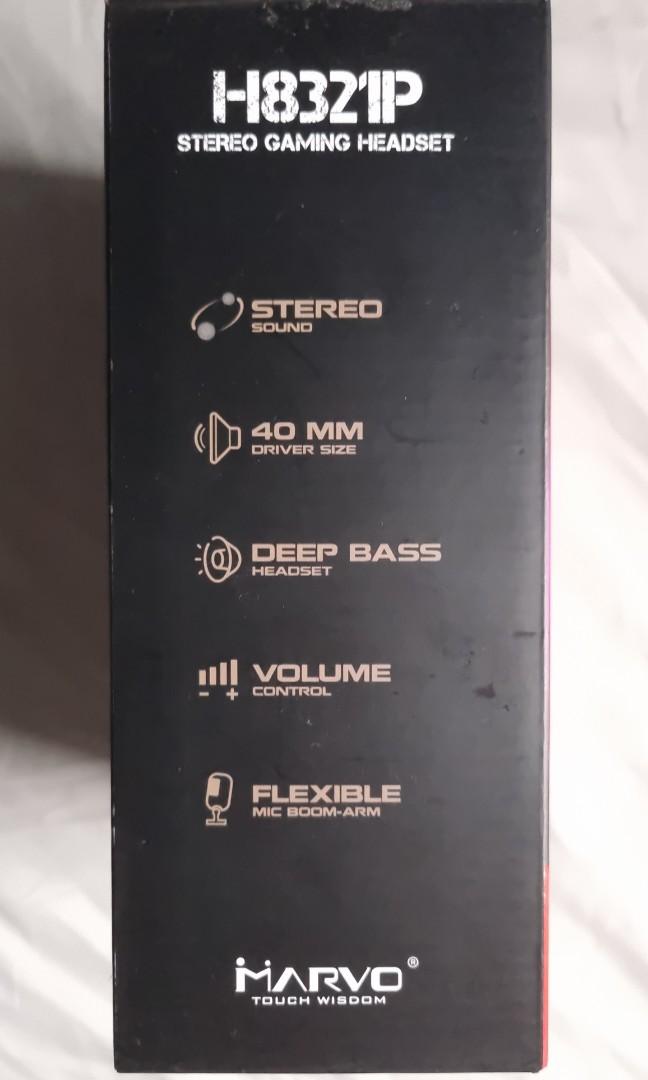 H8321P
STEREO GAMING HEADSET
STEREO
SOUND
40 MM
DRIVER SIZE
DEEP BASS
HEADSET
VOLUME
CONTROL
- +
FLEXIBLE
MIC BOOM-ARM
MARVO®
TOUCH WISDOM